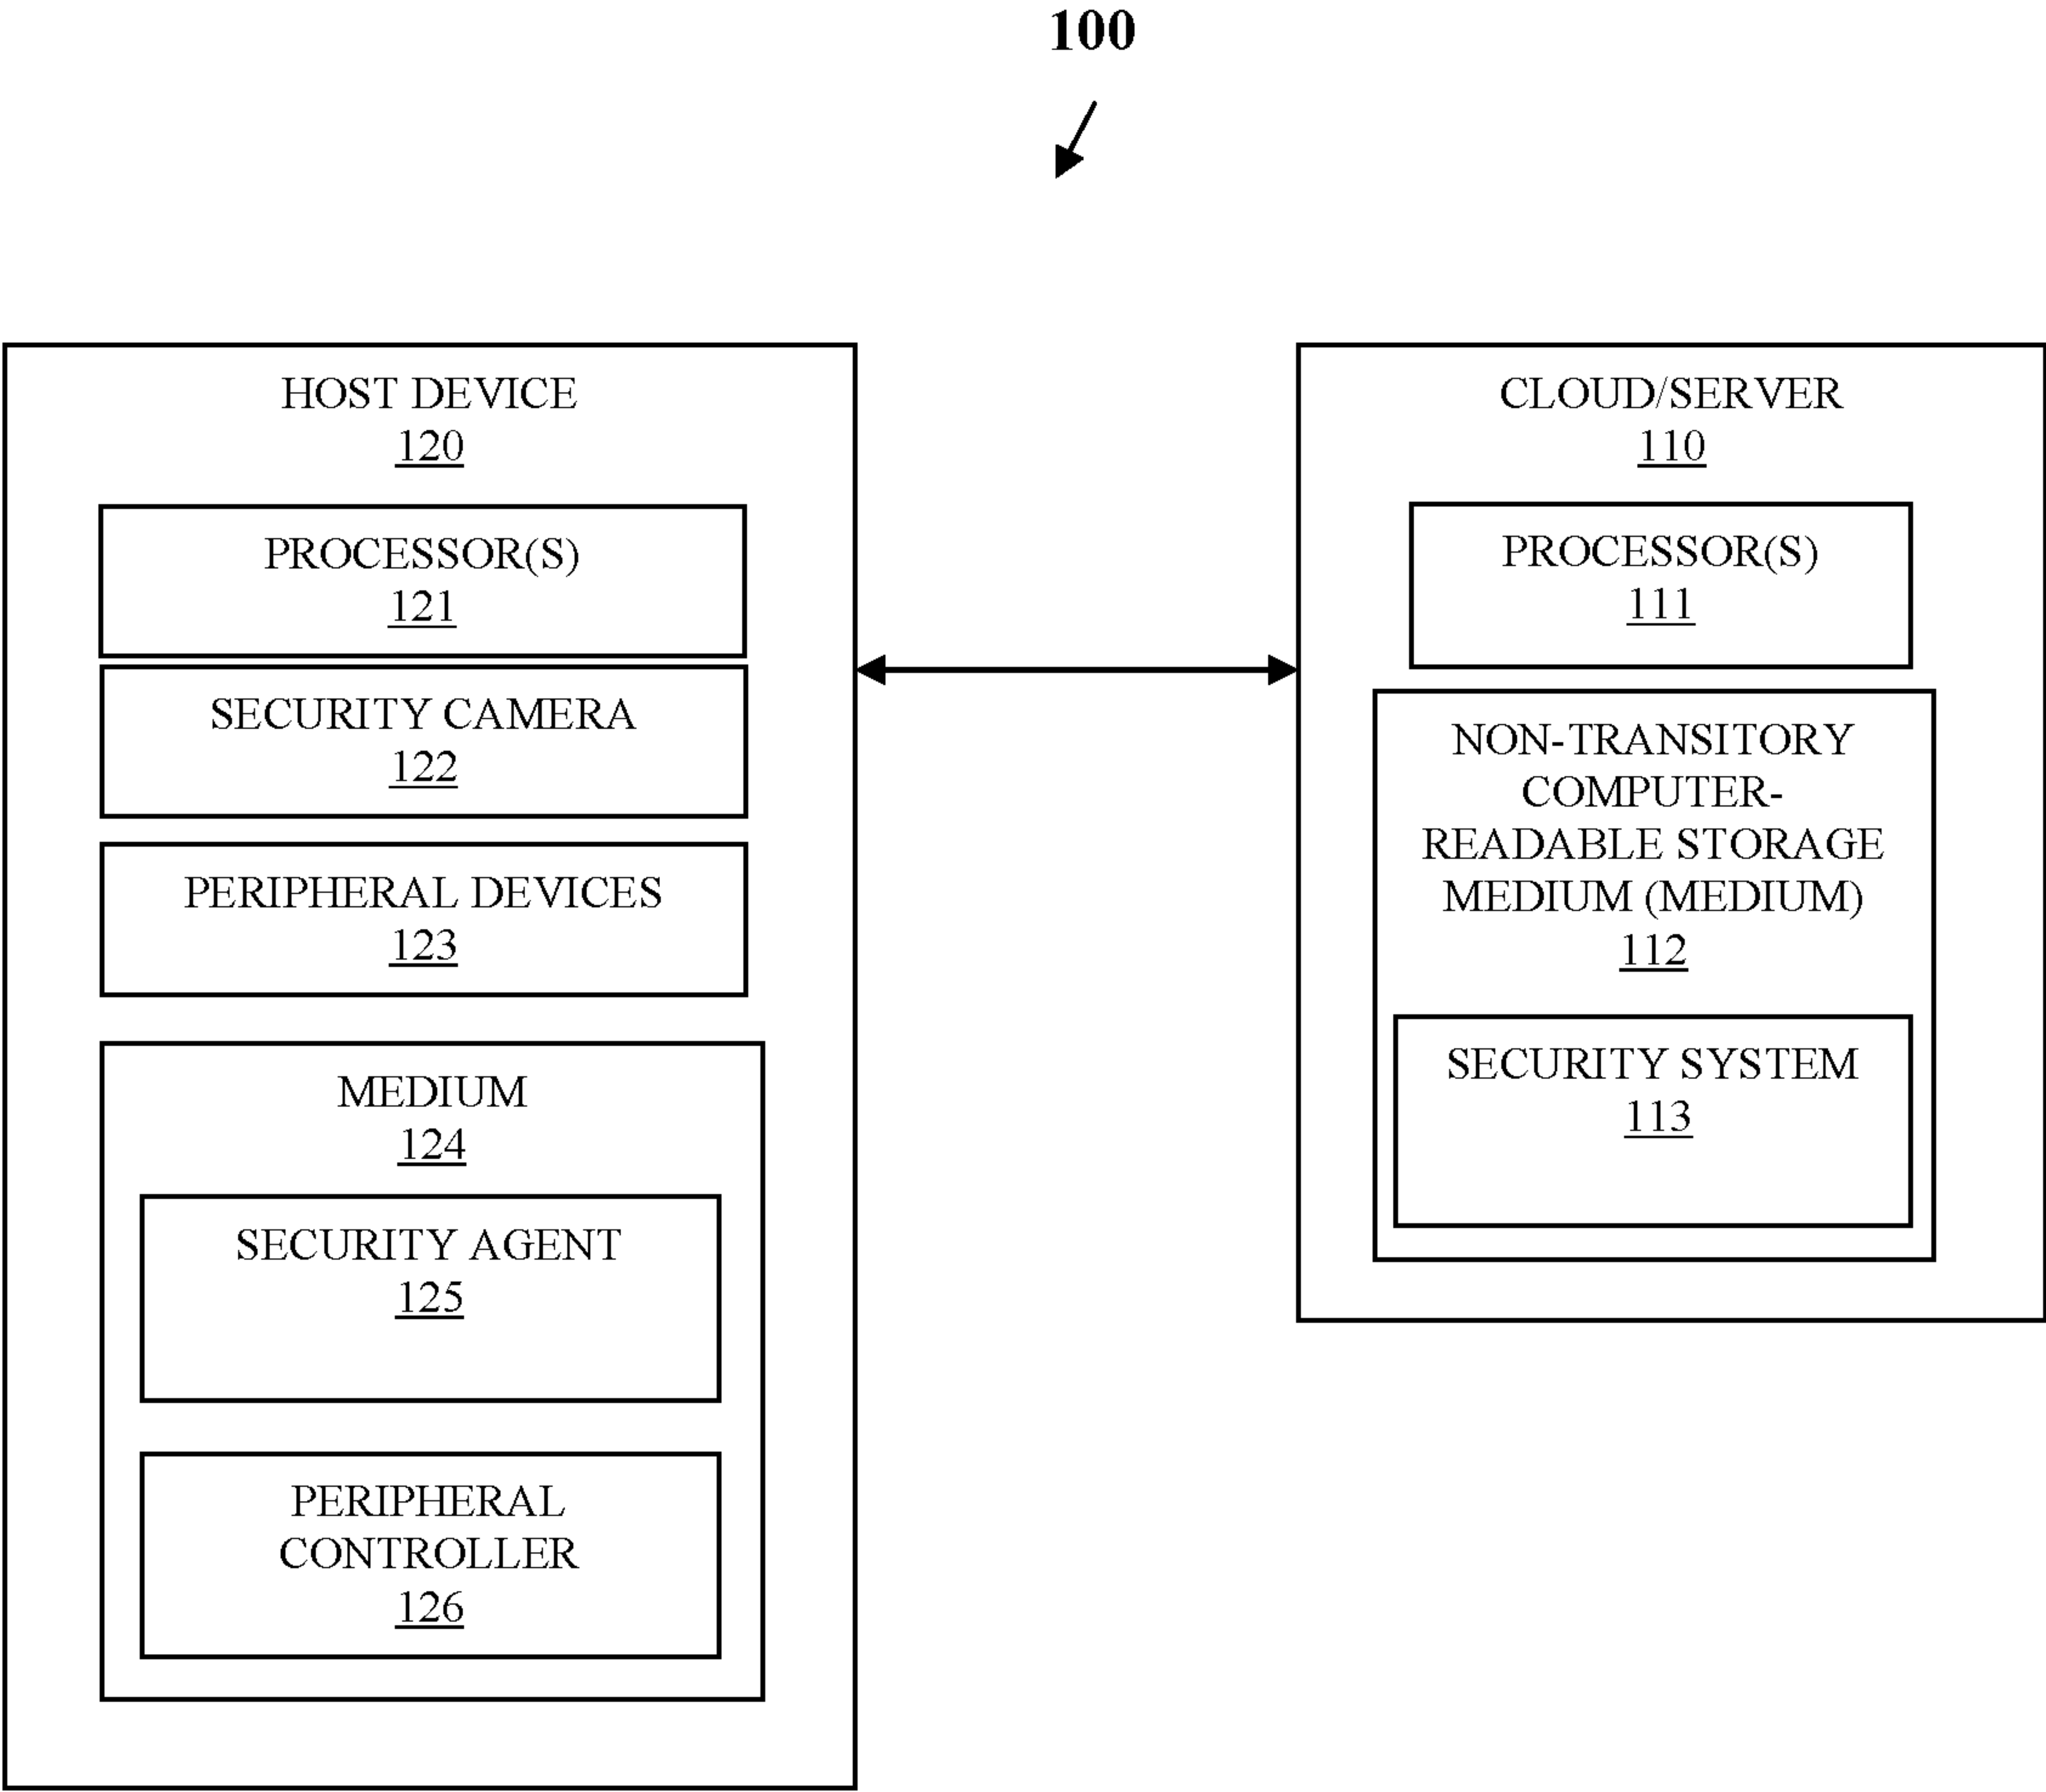 100
HOST DEVICE
120
PROCESSOR(S)
121
SECURITY CAMERA
122
PERIPHERAL DEVICES
123
MEDIUM
124
SECURITY AGENT
125
PERIPHERAL
CONTROLLER
126
CLOUD/SERVER
110
PROCESSOR(S)
111
NON-TRANSITORY
COMPUTER-
READABLE STORAGE
MEDIUM (MEDIUM)
112
SECURITY SYSTEM
113